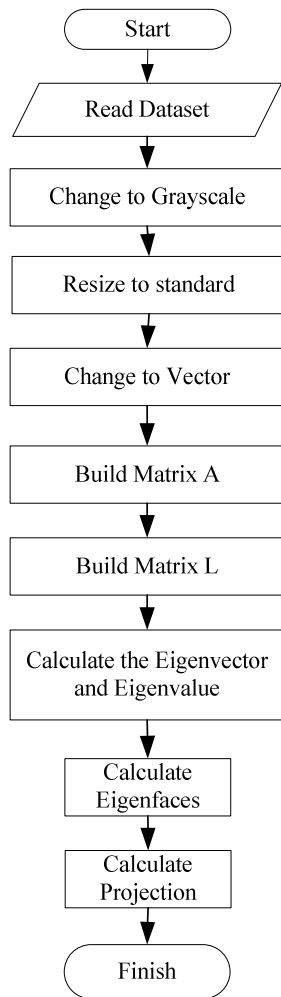 Start
Read Dataset
Change to Grayscale
Resize to standard
Change to Vector
Build Matrix A
Build Matrix L
Calculate the Eigenvector
and Eigenvalue
Calculate
Eigenfaces
Calculate
Projection
Finish